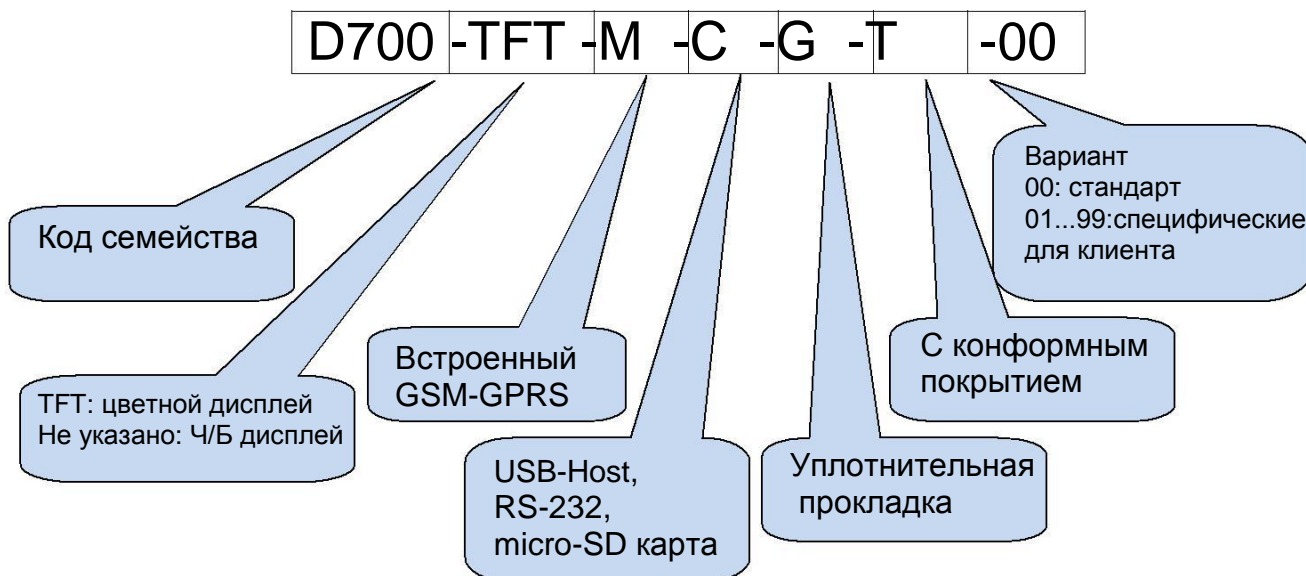 D700 -TFT -M -C -G -T -00
Вариант
00: стандарт
01...99:специфические
для клиента
Код семейства
Встроенный
GSM-GPRS
С конформным
покрытием
TFT: цветной дисплей
Не указано: Ч/Б дисплей
USB-Host,
RS-232,
micro-SD карта
Уплотнительная
прокладка